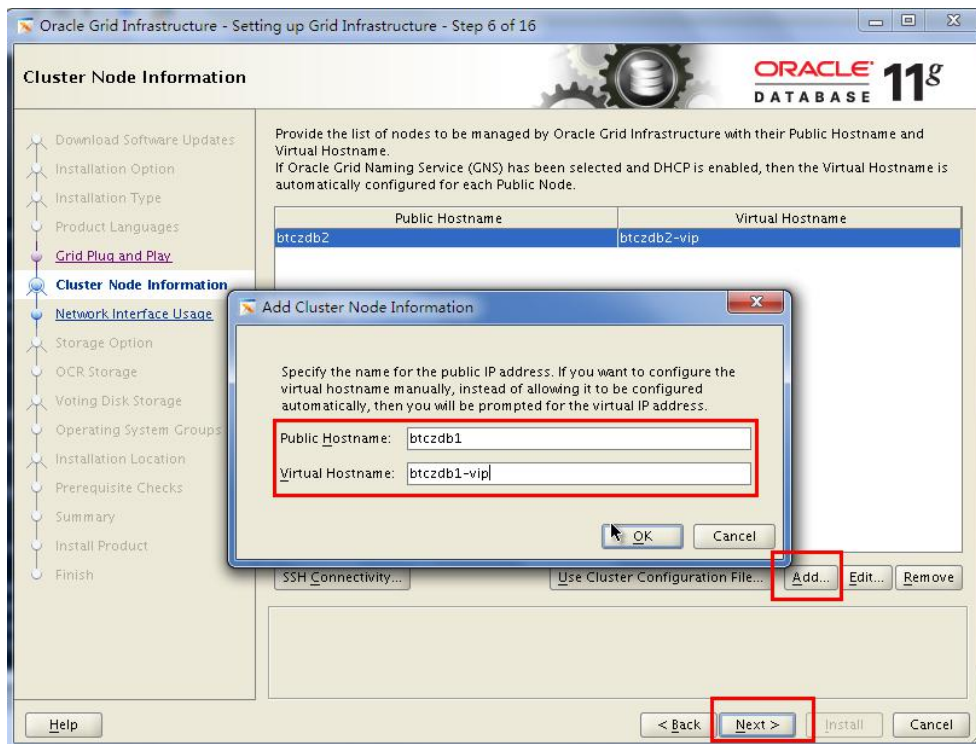 Oracle Grid Infrastructure - Setting up Grid Infrastructure - Step 6 of 16
Cluster Node Information
ORACLE 11g
DATABASE
Download Software Updates
Installation Option
Installation Type
Product Languages
Grid Plug and Play
Cluster Node Information
Network Interface Usage
Storage Option
OCR Storage
Voting Disk Storage
Operating System Groups
Installation Location
Prerequisite Checks
Summary
Install Product
Finish
Provide the list of nodes to be managed by Oracle Grid Infrastructure with their Public Hostname and
Virtual Hostname.
If Oracle Grid Naming Service (GNS) has been selected and DHCP is enabled, then the Virtual Hostname is
automatically configured for each Public Node.
Public Hostname Virtual Hostname
btczdb2 btczdb2-vip
Add Cluster Node Information
Specify the name for the public IP address. If you want to configure the
virtual hostname manually, instead of allowing it to be configured
automatically, then you will be prompted for the virtual IP address.
Public Hostname: btczdb1
Virtual Hostname: btczdb1-vip
OK Cancel
SSH Connectivity... Use Cluster Configuration File... Add... Edit... Remove
Help < Back Next > Install Cancel